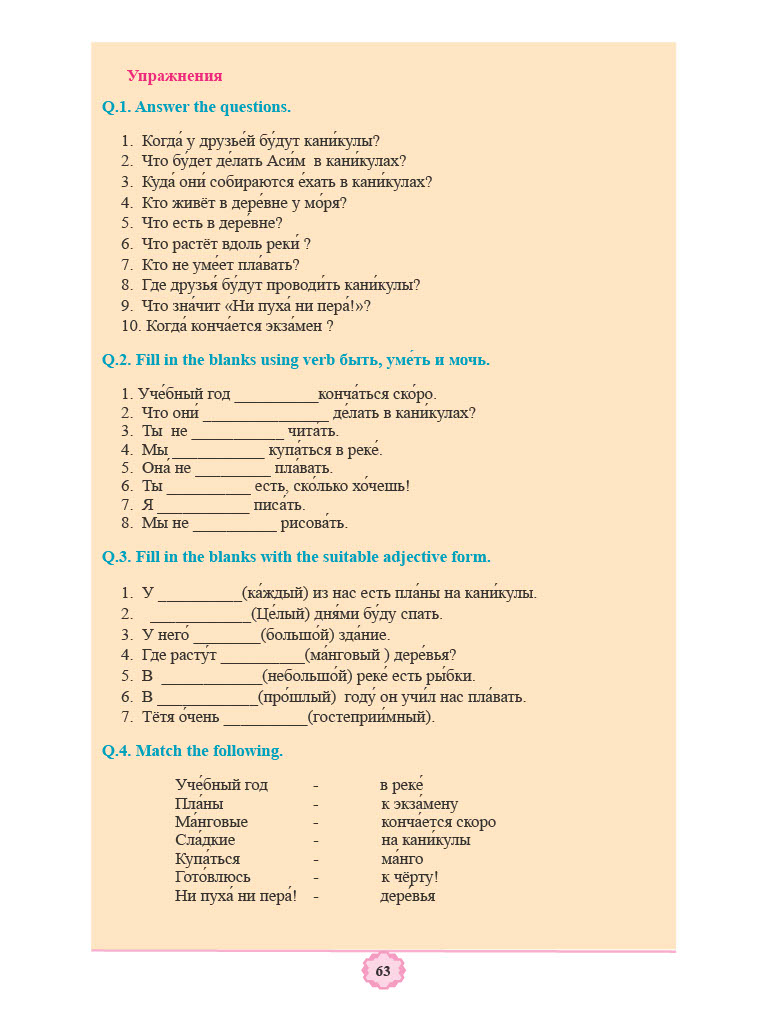 Упражнения
Q.1. Answer the questions.
1. Когда́ у друзье́й бу́дут кани́кулы?
2. Что бу́дет де́лать Аси́м в кани́кулах?
3. Куда́ они́ собираются е́хать в кани́кулах?
4. Кто живёт в дере́вне у мо́ря?
5. Что есть в дере́вне?
6. Что растёт вдоль реки́ ?
7. Кто не уме́ет пла́вать?
8. Где друзья́ бу́дут проводи́ть кани́кулы?
9. Что зна́чит «Ни пуха́ ни пера́!»?
10. Когда́ конча́ется экза́мен ?
Q.2. Fill in the blanks using verb быть, уме́ть и мочь.
1. Уче́бный год __________конча́ться ско́ро.
2. Что они́ _______________ де́лать в кани́кулах?
3. Ты не ___________ чита́ть.
4. Мы ___________ купа́ться в реке́.
5. Она́ не _________ пла́вать.
6. Ты __________ есть, ско́лько хо́чешь!
7. Я ___________ писа́ть.
8. Мы не __________ рисова́ть.
Q.3. Fill in the blanks with the suitable adjective form.
1. У __________(ка́ждый) из нас есть пла́ны на кани́кулы.
2. ____________(Це́лый) дня́ми бу́ду спать.
3. У него́ ________(большо́й) зда́ние.
4. Где расту́т __________(ма́нговый ) дере́вья?
5. В ____________(небольшо́й) реке́ есть ры́бки.
6. В ____________(про́шлый) году́ он учи́л нас пла́вать.
7. Тётя о́чень __________(гостеприи́мный).
Q.4. Match the following.
Уче́бный год - в реке́
Пла́ны - к экза́мену
Ма́нговые - конча́ется скоро
Сла́дкие - на кани́кулы
Купа́ться - ма́нго
Гото́влюсь - к чёрту!
Ни пуха́ ни пера́! - дере́вья
63